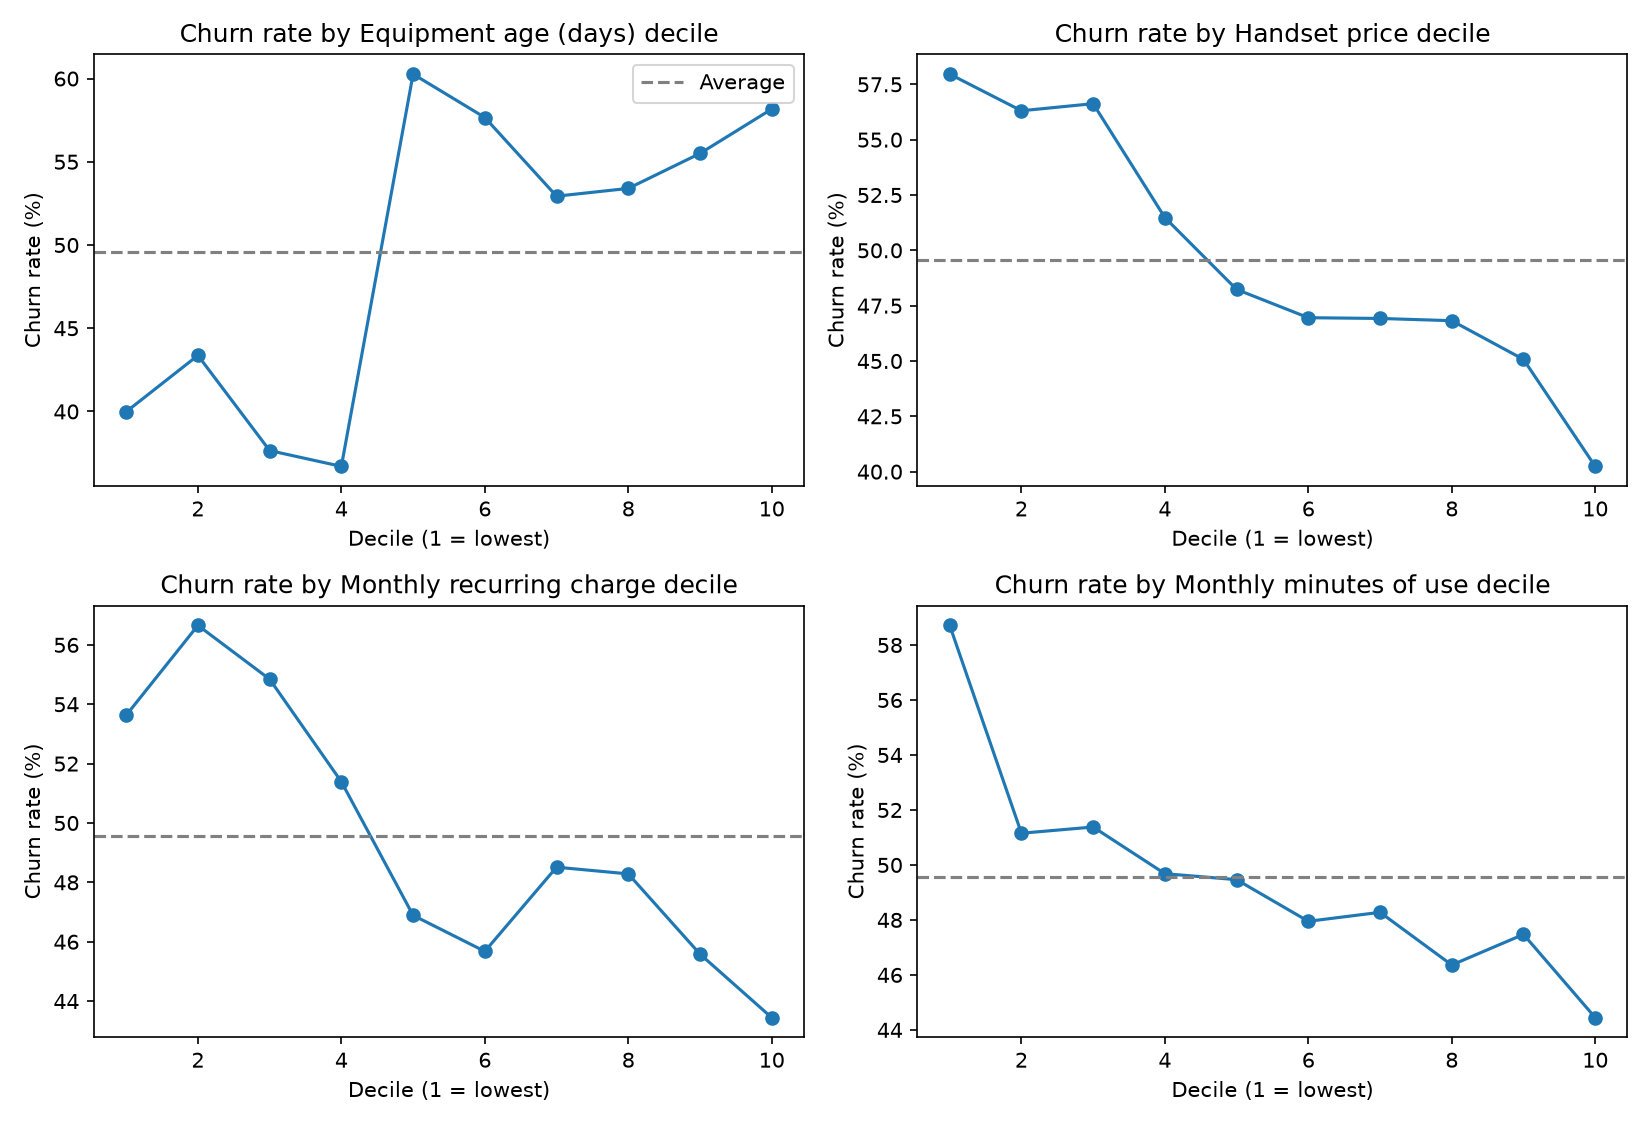 Churn rate by Equipment age (days) decile
Churn rate (%)
60
55
50
45
40
Average
2 4 6 8 10
Decile (1 = lowest)
Churn rate by Handset price decile
Churn rate (%)
57.5
55.0
52.5
50.0
47.5
45.0
42.5
40.0
2 4 6 8 10
Decile (1 = lowest)
Churn rate by Monthly recurring charge decile
Churn rate (%)
56
54
52
50
48
46
44
2 4 6 8 10
Decile (1 = lowest)
Churn rate by Monthly minutes of use decile
Churn rate (%)
58
56
54
52
50
48
46
44
2 4 6 8 10
Decile (1 = lowest)